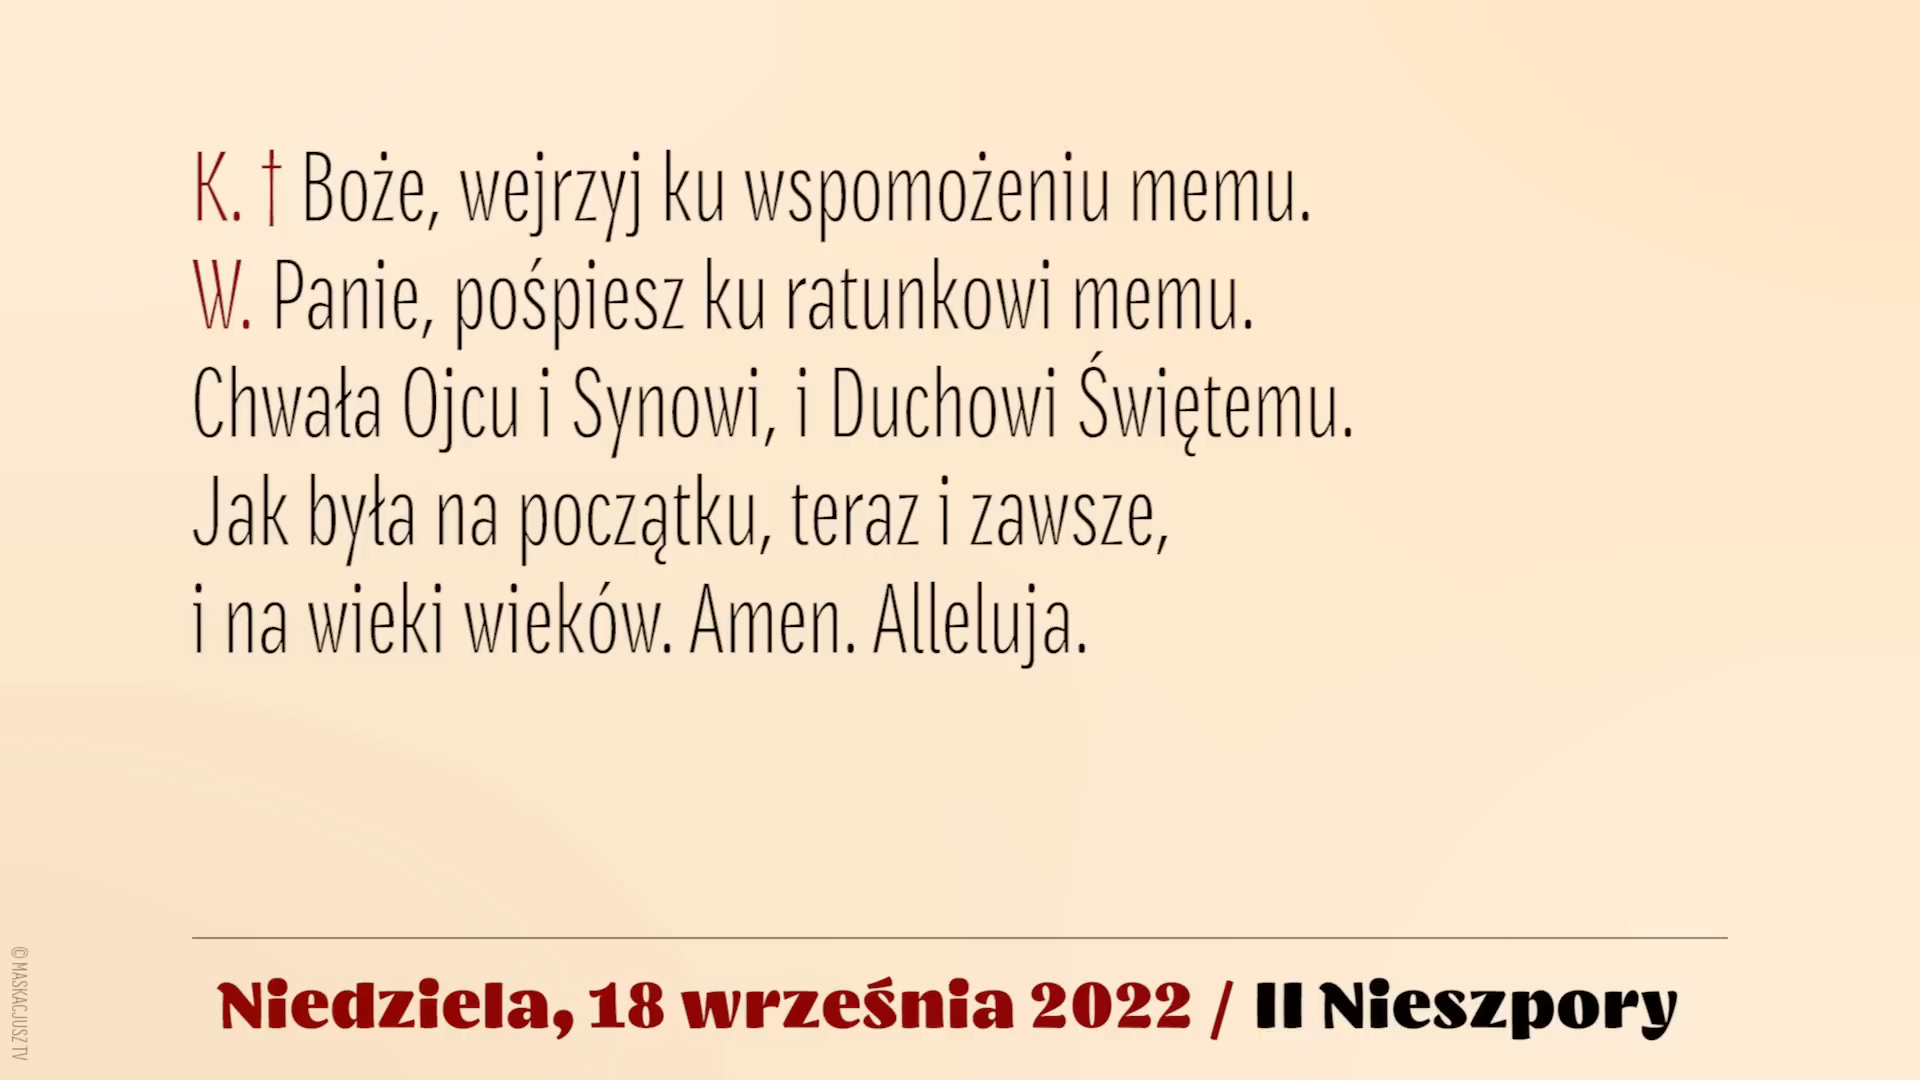 K. † Boże, wejrzyj ku wspomożeniu memu.
W. Panie, pośpiesz ku ratunkowi memu.
Chwała Ojcu i Synowi, i Duchowi Świętemu.
Jak była na początku, teraz i zawsze,
i na wieki wieków. Amen. Alleluja.
Niedziela, 18 września 2022 / II Nieszpory
© MASKACJUSZ TV